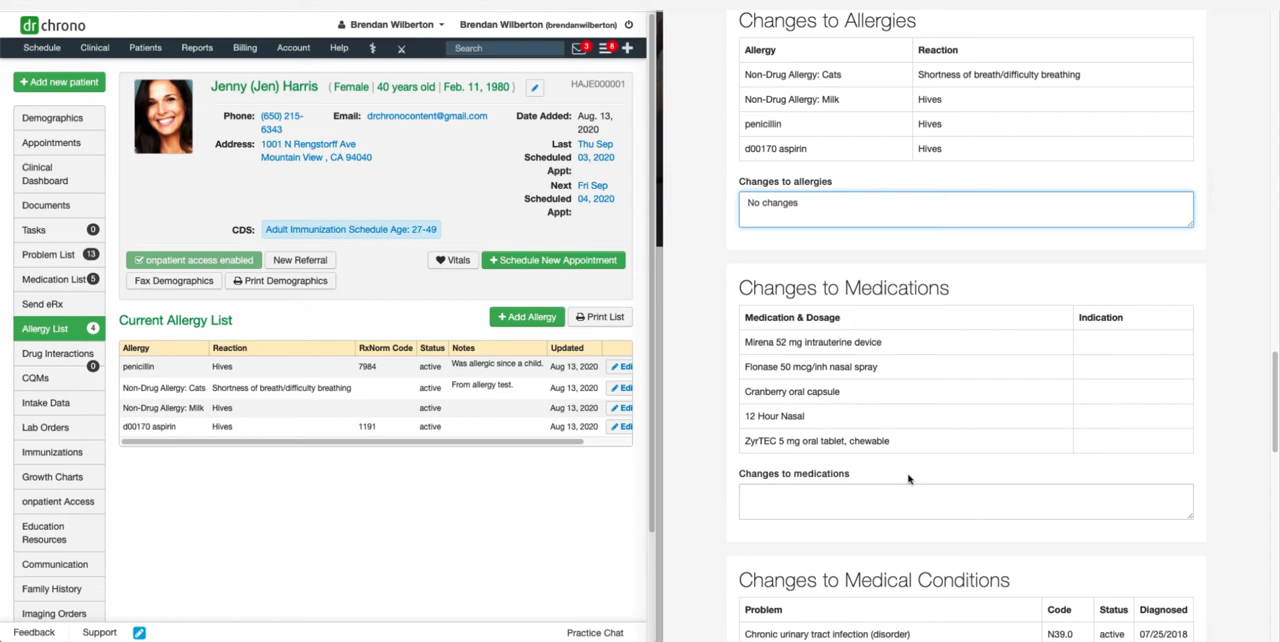 dr chrono
Brendan Wilberton
Brendan Wilberton (brendanwilberton)
Schedule Clinical Patients Reports Billing Account Help Search 3 8
+ Add new patient
Demographics
Appointments
Clinical
Dashboard
Documents
Tasks 0
Problem List 13
Medication List 5
Send eRx
Allergy List 4
Drug Interactions
0
CQMs
Intake Data
Lab Orders
Immunizations
Growth Charts
onpatient Access
Education
Resources
Communication
Family History
Imaging Orders
Jenny (Jen) Harris ( Female | 40 years old | Feb. 11, 1980 )
HAJE000001
Phone: (650) 215-
6343
Email: drchronocontent@gmail.com
Date Added: Aug. 13,
2020
Address: 1001 N Rengstorff Ave
Mountain View , CA 94040
Last Thu Sep
Scheduled 03, 2020
Appt:
Next Fri Sep
Scheduled 04, 2020
Appt:
CDS: Adult Immunization Schedule Age: 27-49
onpatient access enabled New Referral Vitals + Schedule New Appointment
Fax Demographics Print Demographics
Current Allergy List + Add Allergy Print List
Allergy Reaction RxNorm Code Status Notes Updated
penicillin Hives 7984 active Was allergic since a child. Aug 13, 2020 Edi
Non-Drug Allergy: Cats Shortness of breath/difficulty breathing active From allergy test. Aug 13, 2020 Edi
Non-Drug Allergy: Milk Hives active Aug 13, 2020 Edi
d00170 aspirin Hives 1191 active Aug 13, 2020 Edi
Feedback Support Practice Chat
Changes to Allergies
Allergy Reaction
Non-Drug Allergy: Cats Shortness of breath/difficulty breathing
Non-Drug Allergy: Milk Hives
penicillin Hives
d00170 aspirin Hives
Changes to allergies
No changes
Changes to Medications
Medication & Dosage Indication
Mirena 52 mg intrauterine device
Flonase 50 mcg/inh nasal spray
Cranberry oral capsule
12 Hour Nasal
ZyrTEC 5 mg oral tablet, chewable
Changes to medications
Changes to Medical Conditions
Problem Code Status Diagnosed
Chronic urinary tract infection (disorder) N39.0 active 07/25/2018